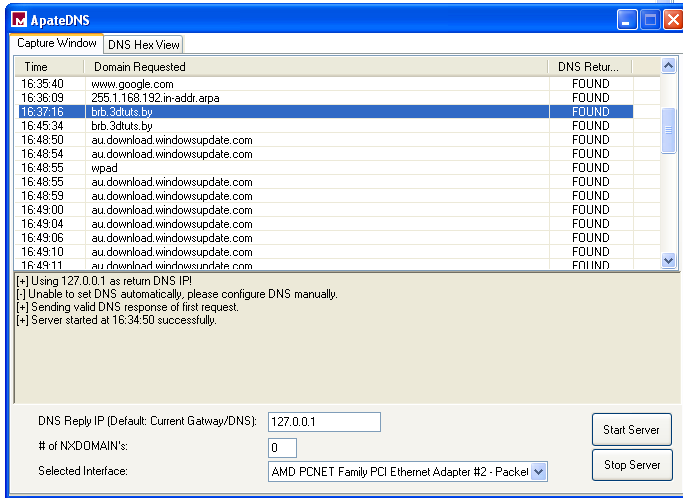 ApateDNS
Capture Window DNS Hex View
Time Domain Requested DNS Retur...
16:35:40 www.google.com FOUND
16:36:09 255.1.168.192.in-addr.arpa FOUND
16:37:16 brb.3dtuts.by FOUND
16:45:34 brb.3dtuts.by FOUND
16:48:50 au.download.windowsupdate.com FOUND
16:48:54 au.download.windowsupdate.com FOUND
16:48:55 wpad FOUND
16:48:55 au.download.windowsupdate.com FOUND
16:48:59 au.download.windowsupdate.com FOUND
16:49:00 au.download.windowsupdate.com FOUND
16:49:04 au.download.windowsupdate.com FOUND
16:49:06 au.download.windowsupdate.com FOUND
16:49:10 au.download.windowsupdate.com FOUND
16:49:11 au.download.windowsupdate.com FOUND
[+] Using 127.0.0.1 as return DNS IP!
[-] Unable to set DNS automatically, please configure DNS manually.
[+] Sending valid DNS response of first request.
[+] Server started at 16:34:50 successfully.
DNS Reply IP (Default: Current Gatway/DNS): 127.0.0.1
# of NXDOMAIN's: 0
Selected Interface: AMD PCNET Family PCI Ethernet Adapter #2 - Packet
Start Server
Stop Server